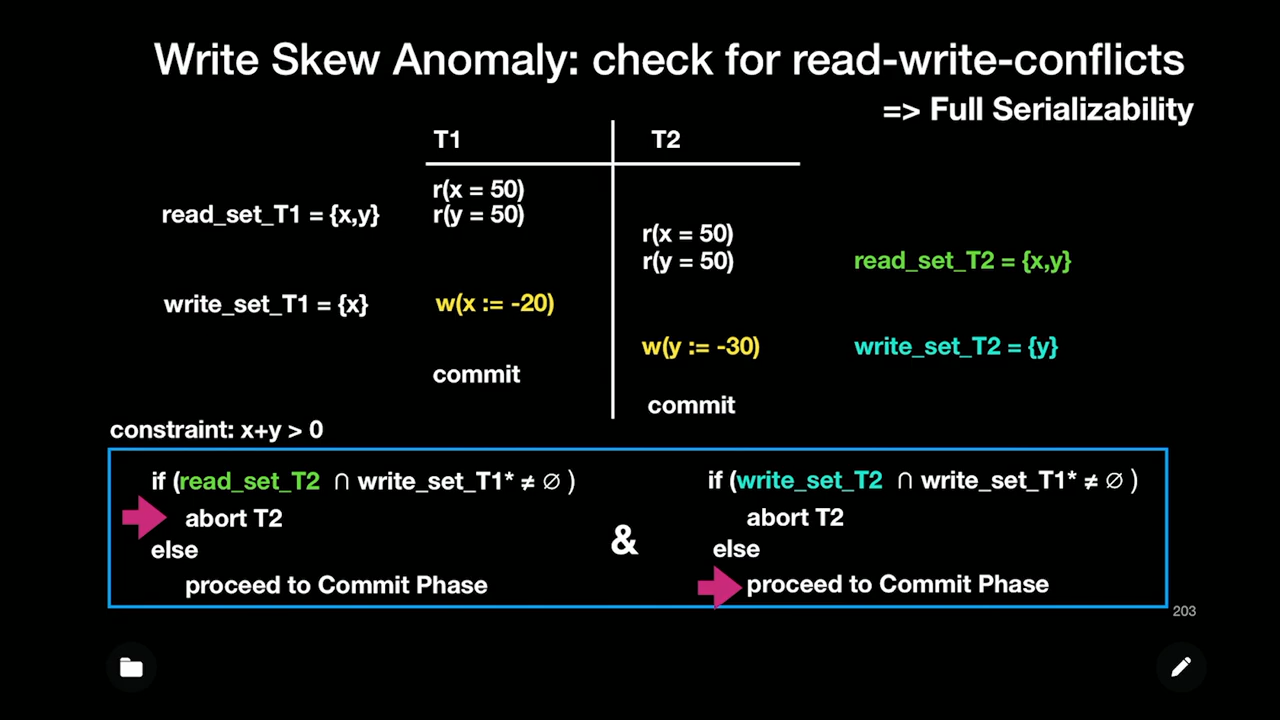 Write Skew Anomaly: check for read-write-conflicts
=> Full Serializability
T1
T2
r(x = 50)
read_set_T1 = {x,y}
r(y = 50)
r(x = 50)
r(y = 50)
read_set_T2 = {x,y}
write_set_T1 = {x}
w(x := -20)
w(y := -30)
write_set_T2 = {y}
commit
commit
constraint: x+y > 0
if (read_set_T2 ∩ write_set_T1* ≠ ∅ )
abort T2
else
proceed to Commit Phase
&
if (write_set_T2 ∩ write_set_T1* ≠ ∅ )
abort T2
else
proceed to Commit Phase
203